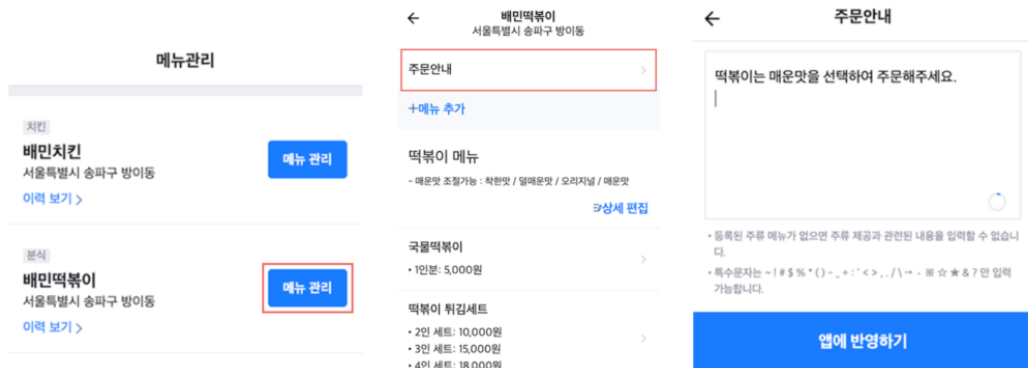 메뉴관리
치킨
배민치킨
서울특별시 송파구 방이동
이력 보기 >
메뉴 관리
분식
배민떡볶이
서울특별시 송파구 방이동
이력 보기 >
메뉴 관리
← 배민떡볶이
서울특별시 송파구 방이동
주문안내 >
+메뉴 추가
떡볶이 메뉴
- 매운맛 조절가능 : 착한맛 / 덜매운맛 / 오리지널 / 매운맛
상세 편집
국물떡볶이 >
• 1인분: 5,000원
떡볶이 튀김세트
• 2인 세트: 10,000원
• 3인 세트: 15,000원
• 4인 세트: 18,000원
← 주문안내
떡볶이는 매운맛을 선택하여 주문해주세요.
• 등록된 주류 메뉴가 없으면 주류 제공과 관련된 내용을 입력할 수 없습니
다.
• 특수문자는 ~ ! # $ % * ( ) - _ + : ' < > , . / \ → · ※ ☆ ★ & ? 만 입력
가능합니다.
앱에 반영하기